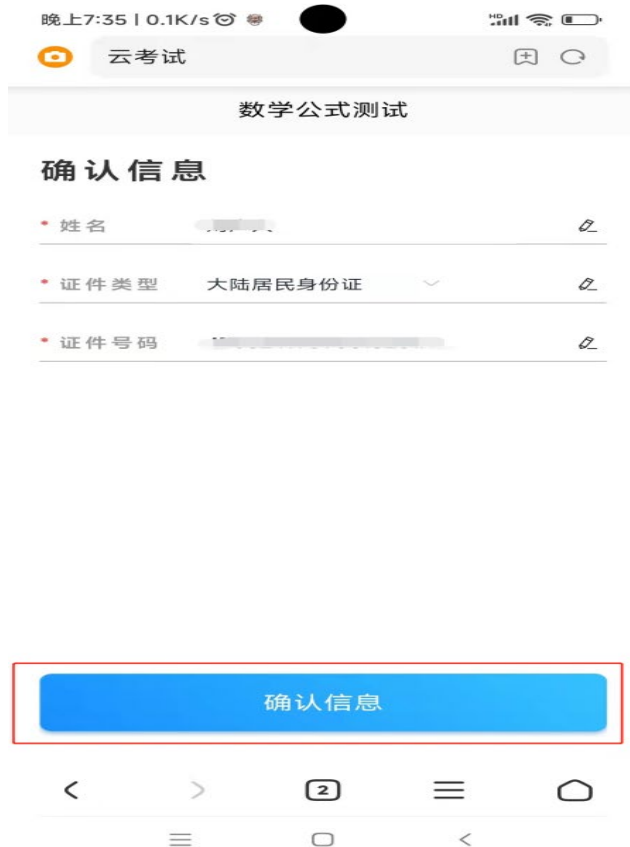 晚上7:35 | 0.1K/s
云考试
数学公式测试
确认信息
* 姓名
* 证件类型 大陆居民身份证
* 证件号码
确认信息
2